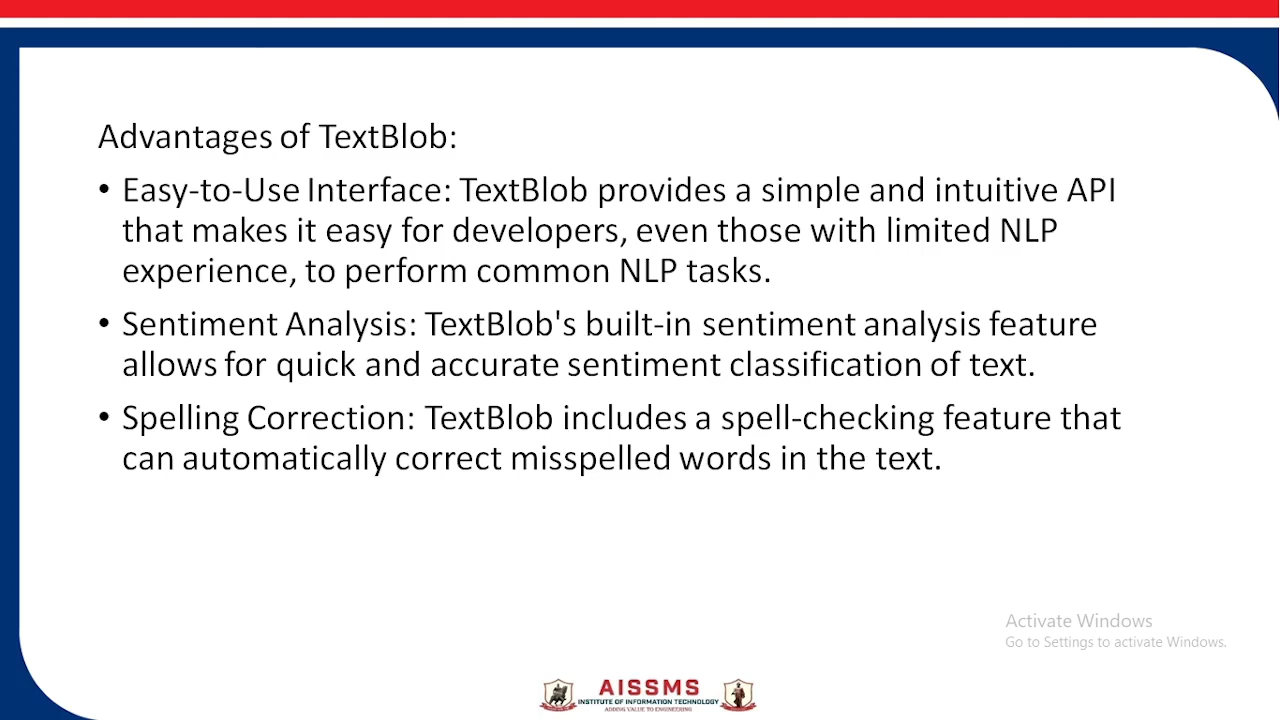 Advantages of TextBlob:
• Easy-to-Use Interface: TextBlob provides a simple and intuitive API
that makes it easy for developers, even those with limited NLP
experience, to perform common NLP tasks.
• Sentiment Analysis: TextBlob's built-in sentiment analysis feature
allows for quick and accurate sentiment classification of text.
• Spelling Correction: TextBlob includes a spell-checking feature that
can automatically correct misspelled words in the text.
Activate Windows
Go to Settings to activate Windows.
AISSMS
INSTITUTE OF INFORMATION TECHNOLOGY
ADDING VALUE TO ENGINEERING